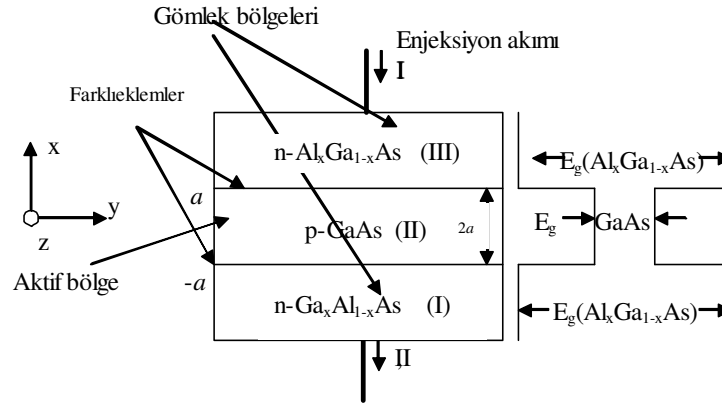 Gömlek bölgeleri
Enjeksiyon akımı
I
Farklıeklemler
x
n-AlxGa1-xAs (III)
Eg(AlxGa1-xAs)
a
y
p-GaAs (II)
2a
Eg
GaAs
z
Aktif bölge
-a
n-GaxAl1-xAs (I)
Eg(AlxGa1-xAs)
I